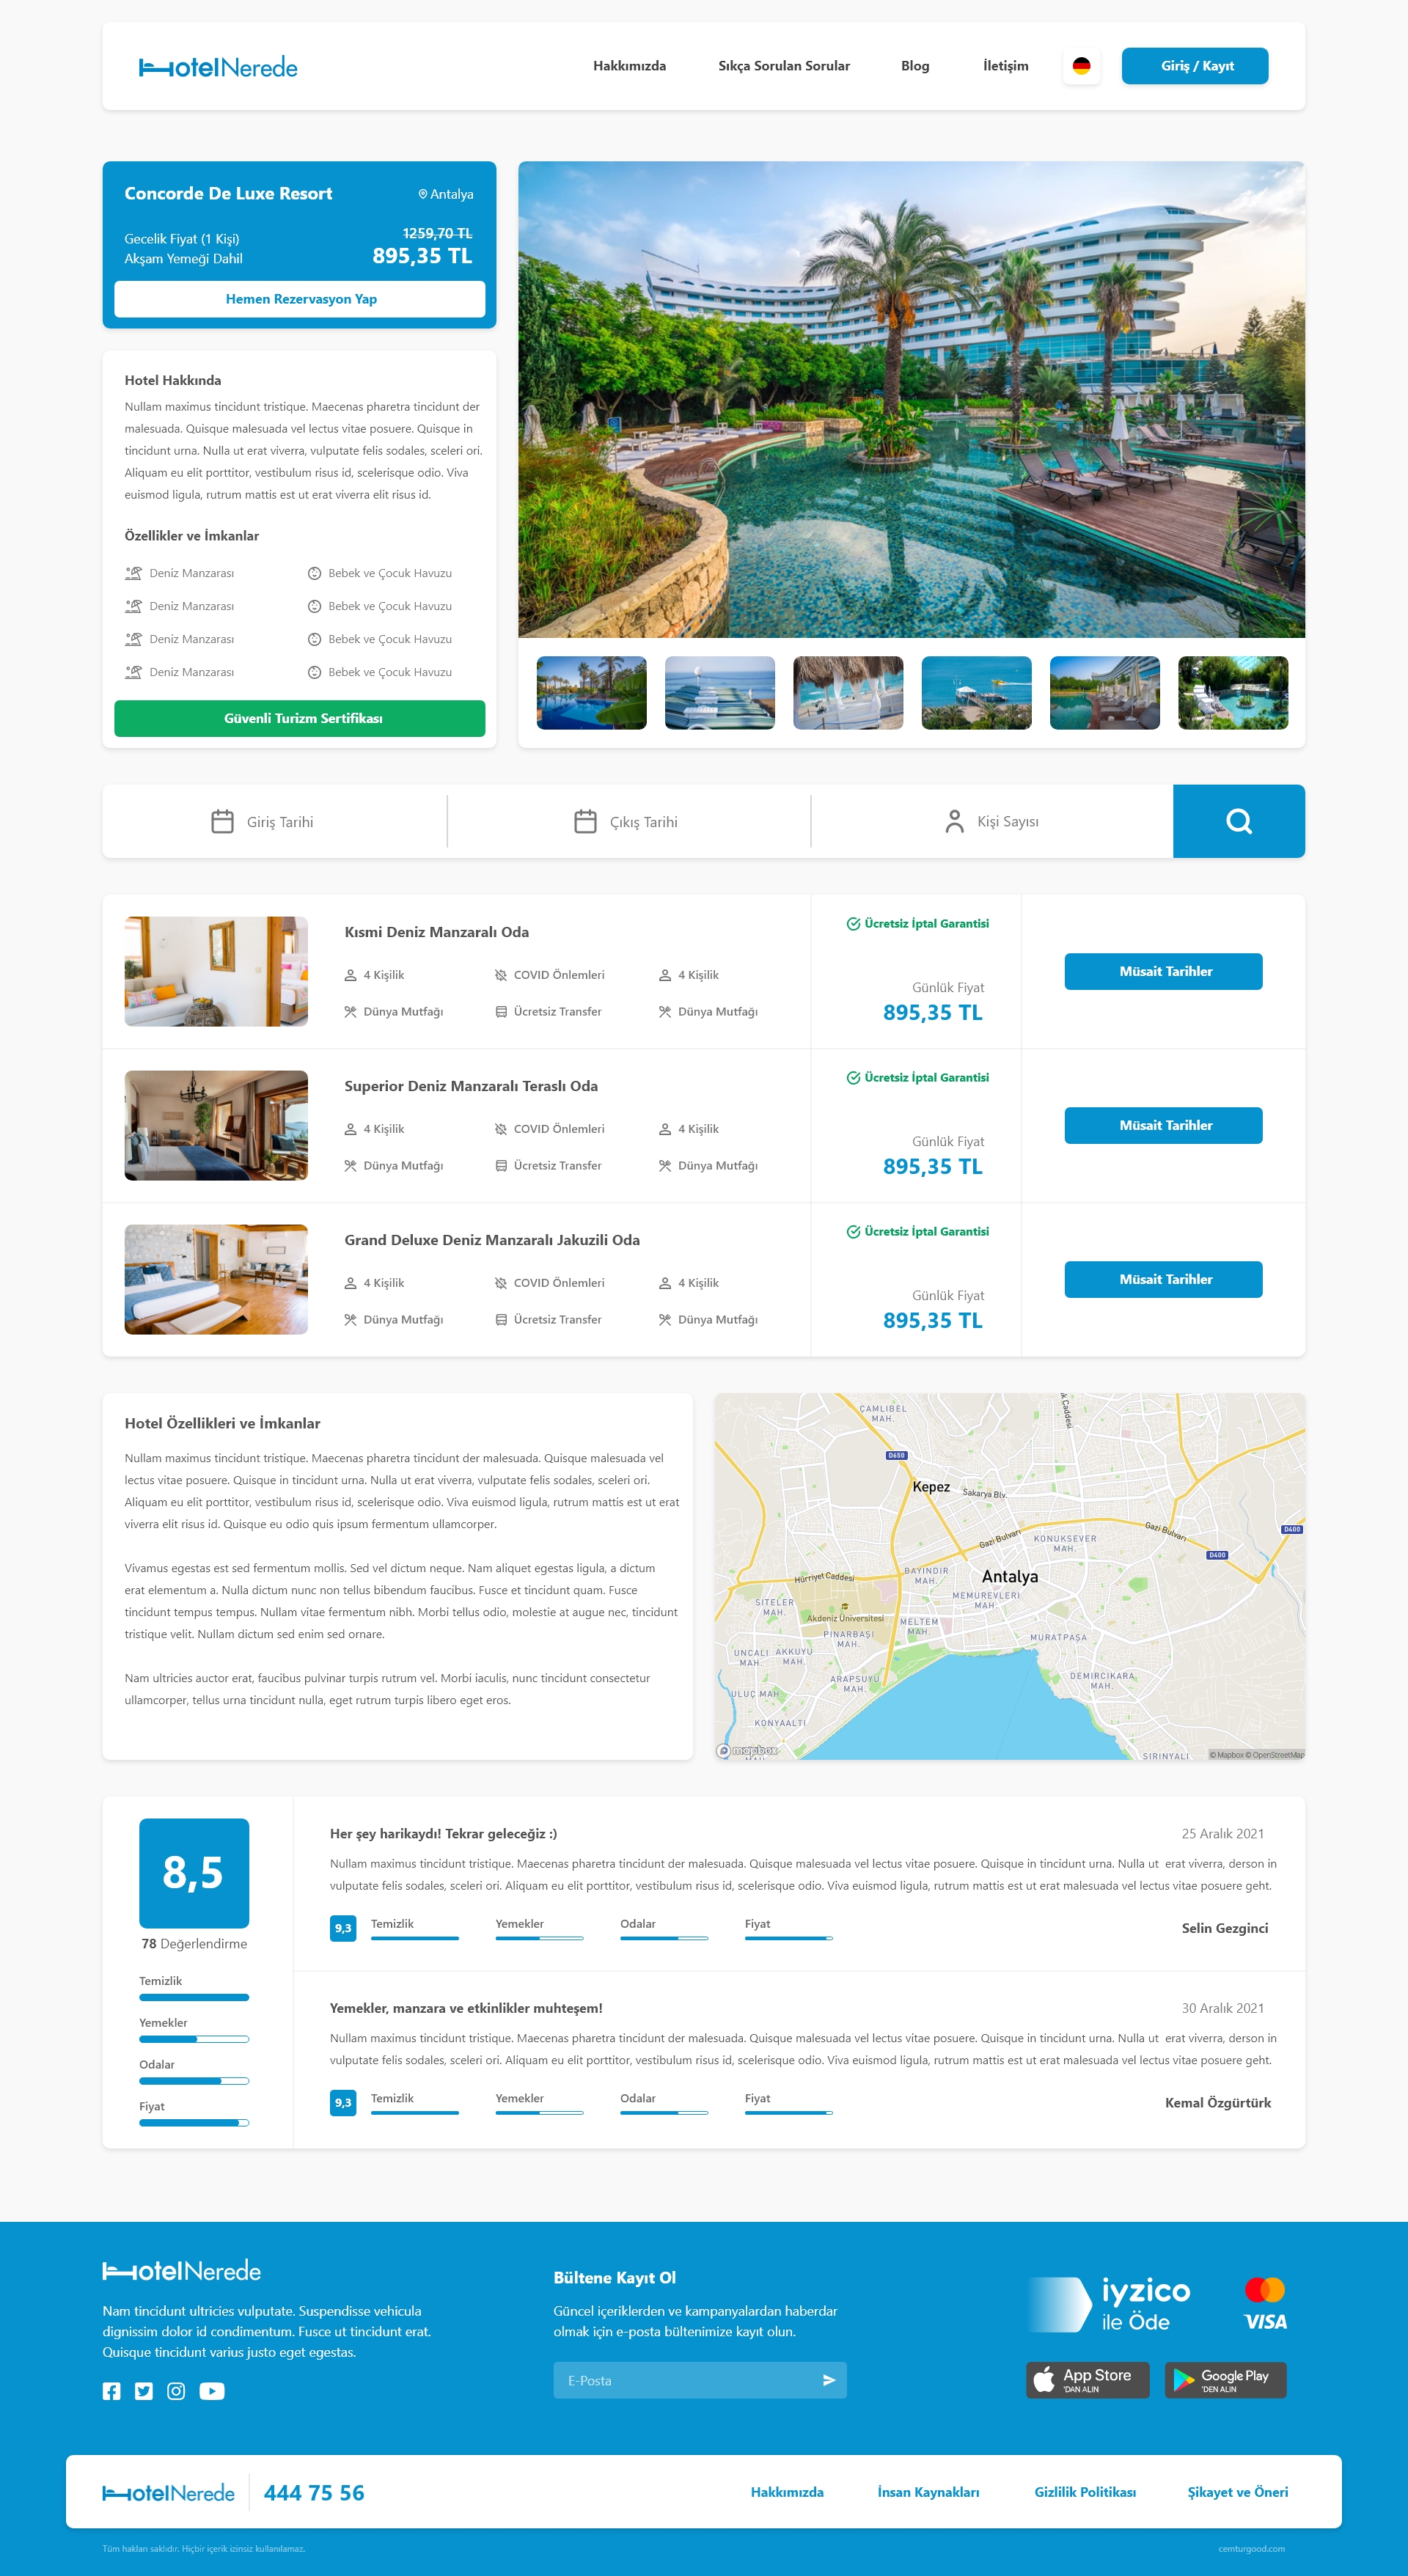 HotelNerede
Hakkımızda
Sıkça Sorulan Sorular
Blog
İletişim
Giriş / Kayıt
Concorde De Luxe Resort
Antalya
1259,70 TL
Gecelik Fiyat (1 Kişi)
Akşam Yemeği Dahil
895,35 TL
Hemen Rezervasyon Yap
Hotel Hakkında
Nullam maximus tincidunt tristique. Maecenas pharetra tincidunt der
malesuada. Quisque malesuada vel lectus vitae posuere. Quisque in
tincidunt urna. Nulla ut erat viverra, vulputate felis sodales, sceleri ori.
Aliquam eu elit porttitor, vestibulum risus id, scelerisque odio. Viva
euismod ligula, rutrum mattis est ut erat viverra elit risus id.
Özellikler ve İmkanlar
Deniz Manzarası
Bebek ve Çocuk Havuzu
Deniz Manzarası
Bebek ve Çocuk Havuzu
Deniz Manzarası
Bebek ve Çocuk Havuzu
Deniz Manzarası
Bebek ve Çocuk Havuzu
Güvenli Turizm Sertifikası
Giriş Tarihi
Çıkış Tarihi
Kişi Sayısı
Kısmi Deniz Manzaralı Oda
4 Kişilik
COVID Önlemleri
4 Kişilik
Dünya Mutfağı
Ücretsiz Transfer
Dünya Mutfağı
Ücretsiz İptal Garantisi
Günlük Fiyat
895,35 TL
Müsait Tarihler
Superior Deniz Manzaralı Teraslı Oda
4 Kişilik
COVID Önlemleri
4 Kişilik
Dünya Mutfağı
Ücretsiz Transfer
Dünya Mutfağı
Ücretsiz İptal Garantisi
Günlük Fiyat
895,35 TL
Müsait Tarihler
Grand Deluxe Deniz Manzaralı Jakuzili Oda
4 Kişilik
COVID Önlemleri
4 Kişilik
Dünya Mutfağı
Ücretsiz Transfer
Dünya Mutfağı
Ücretsiz İptal Garantisi
Günlük Fiyat
895,35 TL
Müsait Tarihler
Hotel Özellikleri ve İmkanlar
Nullam maximus tincidunt tristique. Maecenas pharetra tincidunt der malesuada. Quisque malesuada vel
lectus vitae posuere. Quisque in tincidunt urna. Nulla ut erat viverra, vulputate felis sodales, sceleri ori.
Aliquam eu elit porttitor, vestibulum risus id, scelerisque odio. Viva euismod ligula, rutrum mattis est ut erat
viverra elit risus id. Quisque eu odio quis ipsum fermentum ullamcorper.
Vivamus egestas est sed fermentum mollis. Sed vel dictum neque. Nam aliquet egestas ligula, a dictum
erat elementum a. Nulla dictum nunc non tellus bibendum faucibus. Fusce et tincidunt quam. Fusce
tincidunt tempus tempus. Nullam vitae fermentum nibh. Morbi tellus odio, molestie at augue nec, tincidunt
tristique velit. Nullam dictum sed enim sed ornare.
Nam ultricies auctor erat, faucibus pulvinar turpis rutrum vel. Morbi iaculis, nunc tincidunt consectetur
ullamcorper, tellus urna tincidunt nulla, eget rutrum turpis libero eget eros.
k Caddesi
ÇAMLIBEL
MAH.
D650
Kepez
Sakarya Blv.
Gazi Bulvarı
Gazi Bulvarı
D400
D400
KONUKSEVER
MAH.
BAYINDIR
MAH.
Antalya
Hürriyet Caddesi
MEMUREVLERI
MAH.
SITELER
MAH.
Akdeniz Üniversitesi
MELTEM
MAH.
PINARBAŞI
MAH.
MURATPAŞA
UNCALI
MAH.
AKKUYU
MAH.
ARAPSUYU
MAH.
DEMIRCIKARA
MAH.
ULUÇ MAH
KONYAALTI
MAH.
SIRINYALI
mapbox
© Mapbox © OpenStreetMap
8,5
78 Değerlendirme
Temizlik
Yemekler
Odalar
Fiyat
Her şey harikaydı! Tekrar geleceğiz :)
25 Aralık 2021
Nullam maximus tincidunt tristique. Maecenas pharetra tincidunt der malesuada. Quisque malesuada vel lectus vitae posuere. Quisque in tincidunt urna. Nulla ut erat viverra, derson in
vulputate felis sodales, sceleri ori. Aliquam eu elit porttitor, vestibulum risus id, scelerisque odio. Viva euismod ligula, rutrum mattis est ut erat malesuada vel lectus vitae posuere geht.
9,3
Temizlik
Yemekler
Odalar
Fiyat
Selin Gezginci
Yemekler, manzara ve etkinlikler muhteşem!
30 Aralık 2021
Nullam maximus tincidunt tristique. Maecenas pharetra tincidunt der malesuada. Quisque malesuada vel lectus vitae posuere. Quisque in tincidunt urna. Nulla ut erat viverra, derson in
vulputate felis sodales, sceleri ori. Aliquam eu elit porttitor, vestibulum risus id, scelerisque odio. Viva euismod ligula, rutrum mattis est ut erat malesuada vel lectus vitae posuere geht.
9,3
Temizlik
Yemekler
Odalar
Fiyat
Kemal Özgürtürk
HotelNerede
Nam tincidunt ultricies vulputate. Suspendisse vehicula
dignissim dolor id condimentum. Fusce ut tincidunt erat.
Quisque tincidunt varius justo eget egestas.
Bültene Kayıt Ol
Güncel içeriklerden ve kampanyalardan haberdar
olmak için e-posta bültenimize kayıt olun.
E-Posta
iyzico
ile Öde
VISA
App Store
'DAN ALIN
Google Play
'DEN ALIN
HotelNerede
444 75 56
Hakkımızda
İnsan Kaynakları
Gizlilik Politikası
Şikayet ve Öneri
Tüm hakları saklıdır. Hiçbir içerik izinsiz kullanılamaz.
cemturgood.com